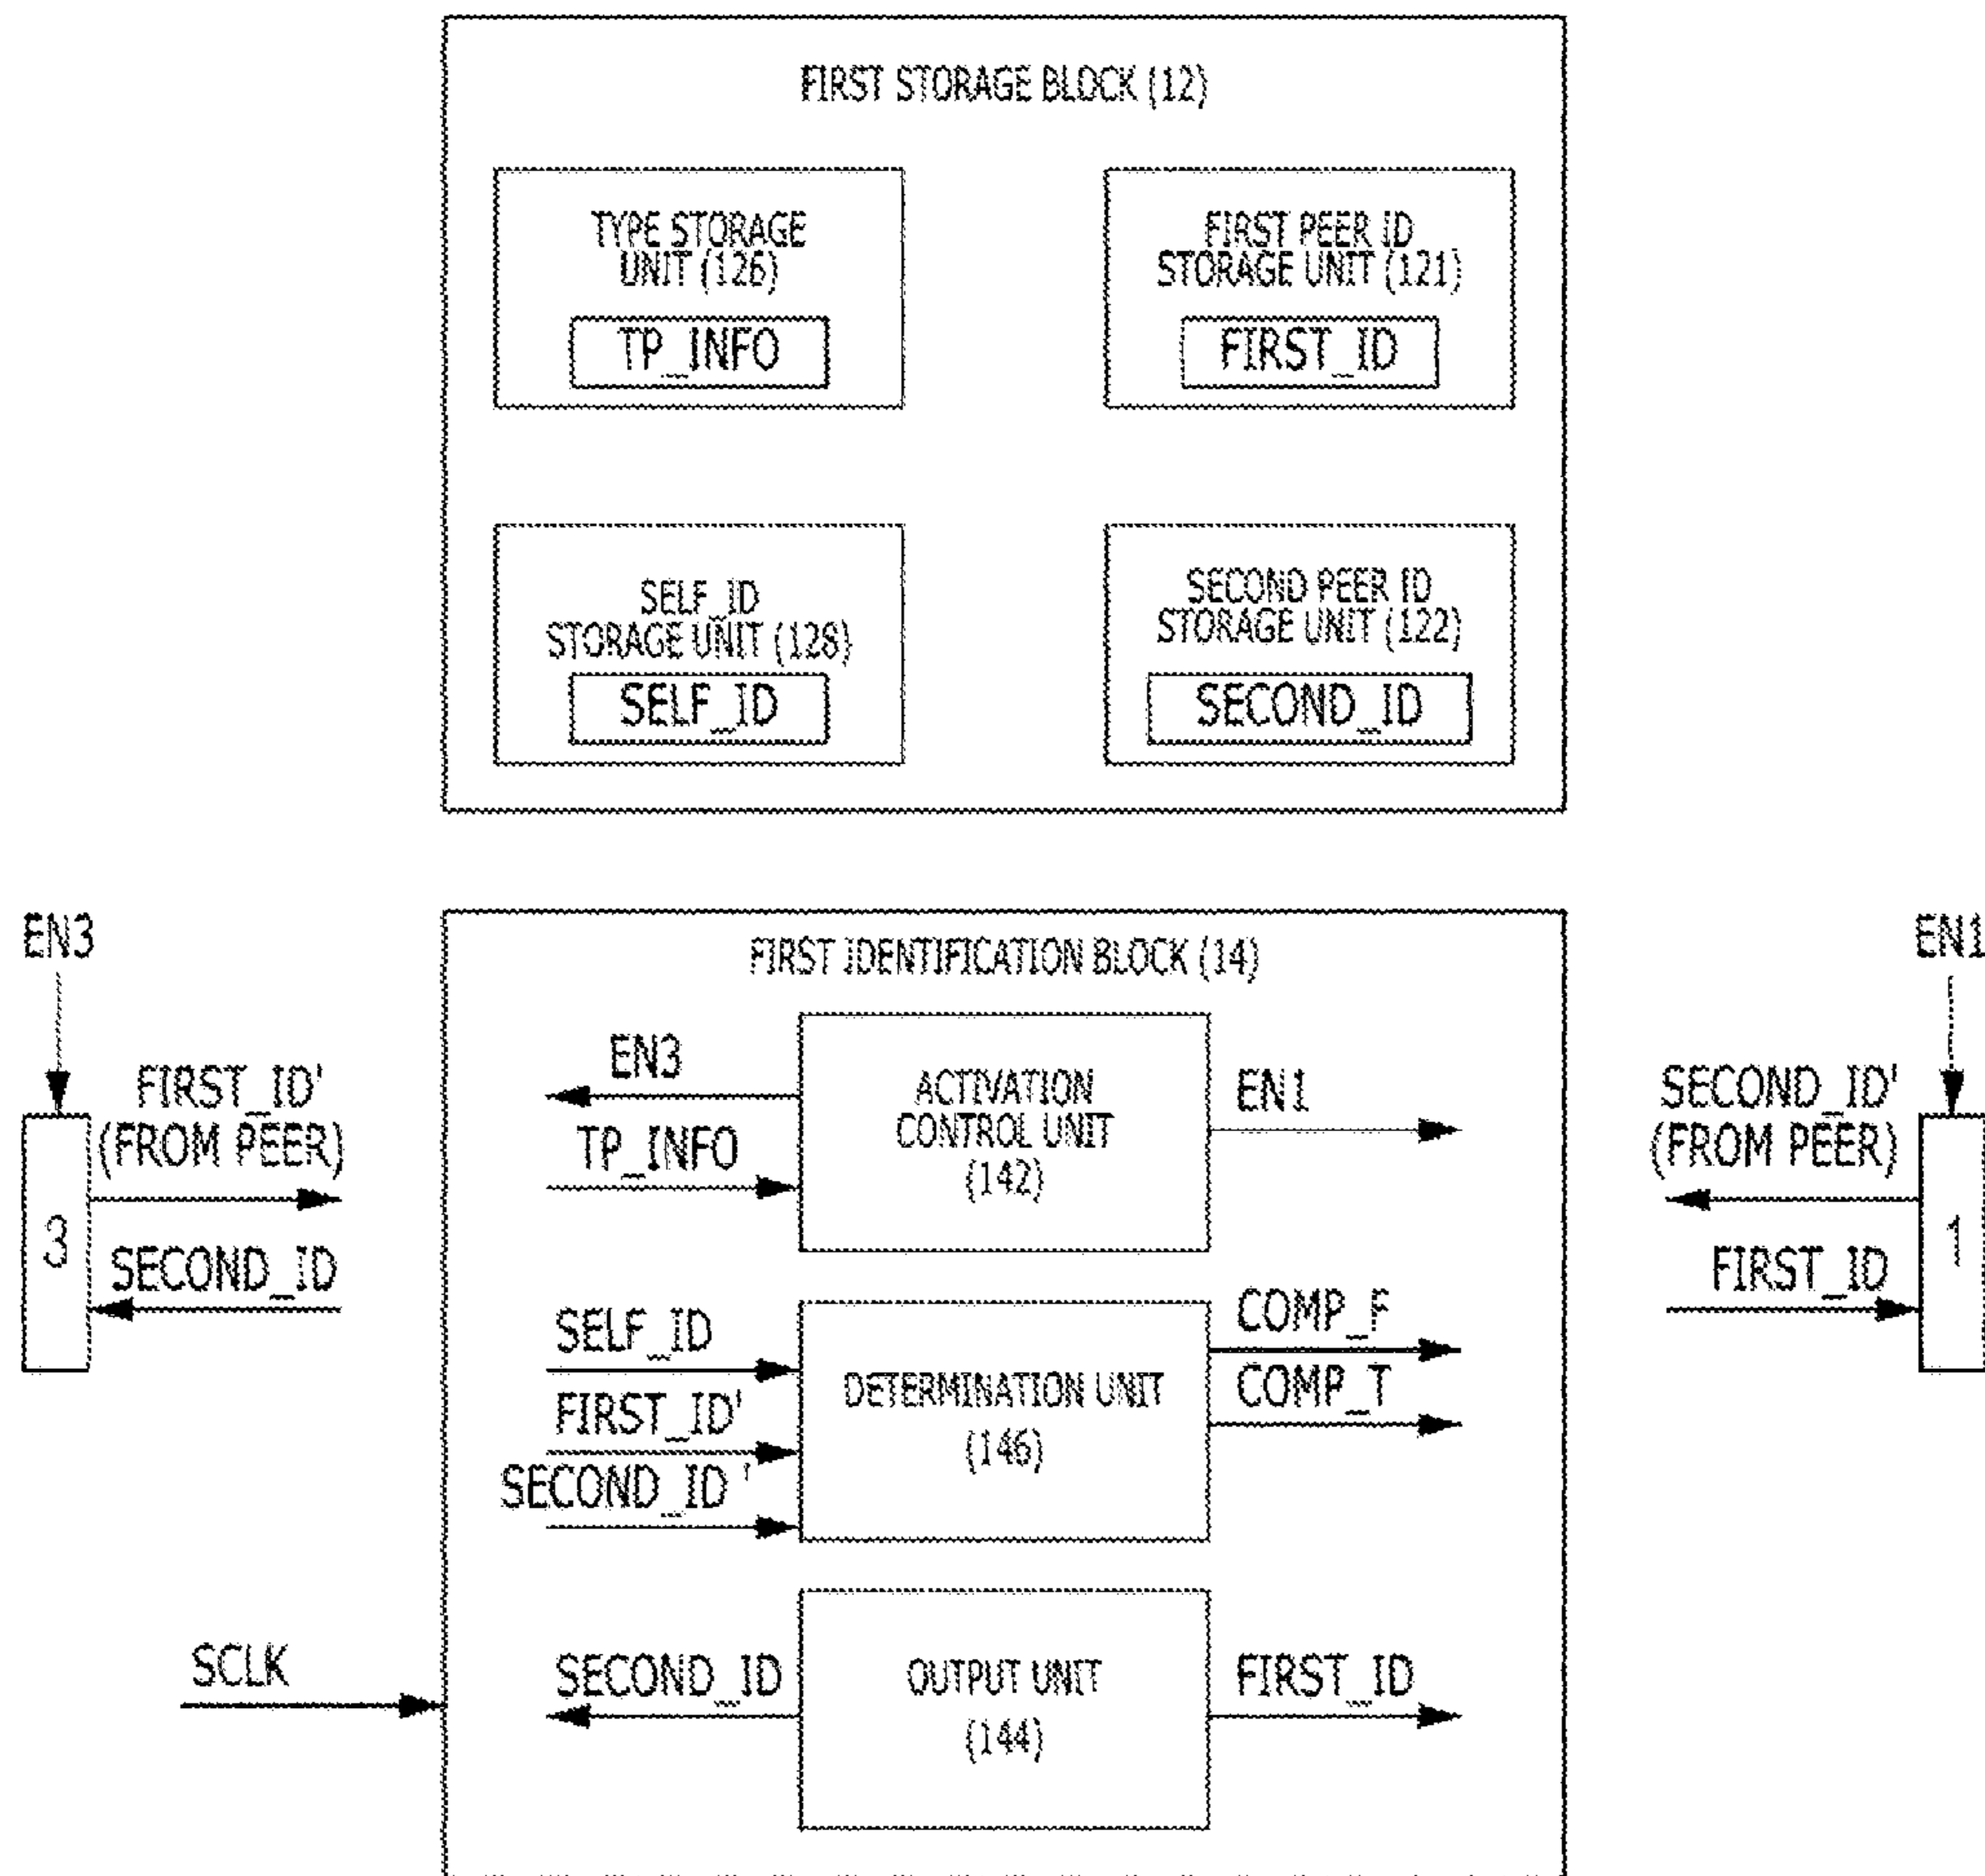 FIRST STORAGE BLOCK (12)
TYPE STORAGE
UNIT (126)
TP_INFO
FIRST PEER ID
STORAGE UNIT (121)
FIRST_ID
SELF_ID
STORAGE UNIT (128)
SELF_ID
SECOND PEER ID
STORAGE UNIT (122)
SECOND_ID
EN3
FIRST_ID'
(FROM PEER)
3
SECOND_ID
FIRST IDENTIFICATION BLOCK (14)
EN3
TP_INFO
ACTIVATION
CONTROL UNIT
(142)
EN1
SELF_ID
FIRST_ID'
SECOND_ID '
DETERMINATION UNIT
(146)
COMP_F
COMP_T
SECOND_ID
OUTPUT UNIT
(144)
FIRST_ID
SCLK
EN1
SECOND_ID'
(FROM PEER)
1
FIRST_ID